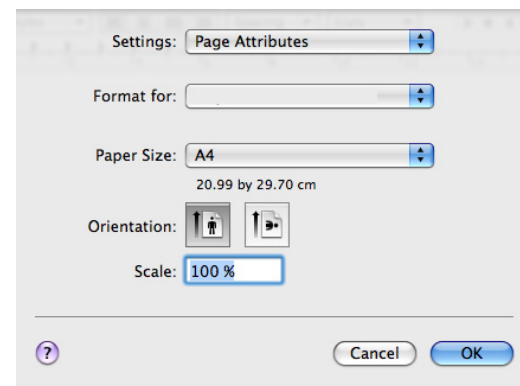 Settings: Page Attributes
Format for:
Paper Size: A4
20.99 by 29.70 cm
Orientation:
Scale: 100 %
? Cancel OK